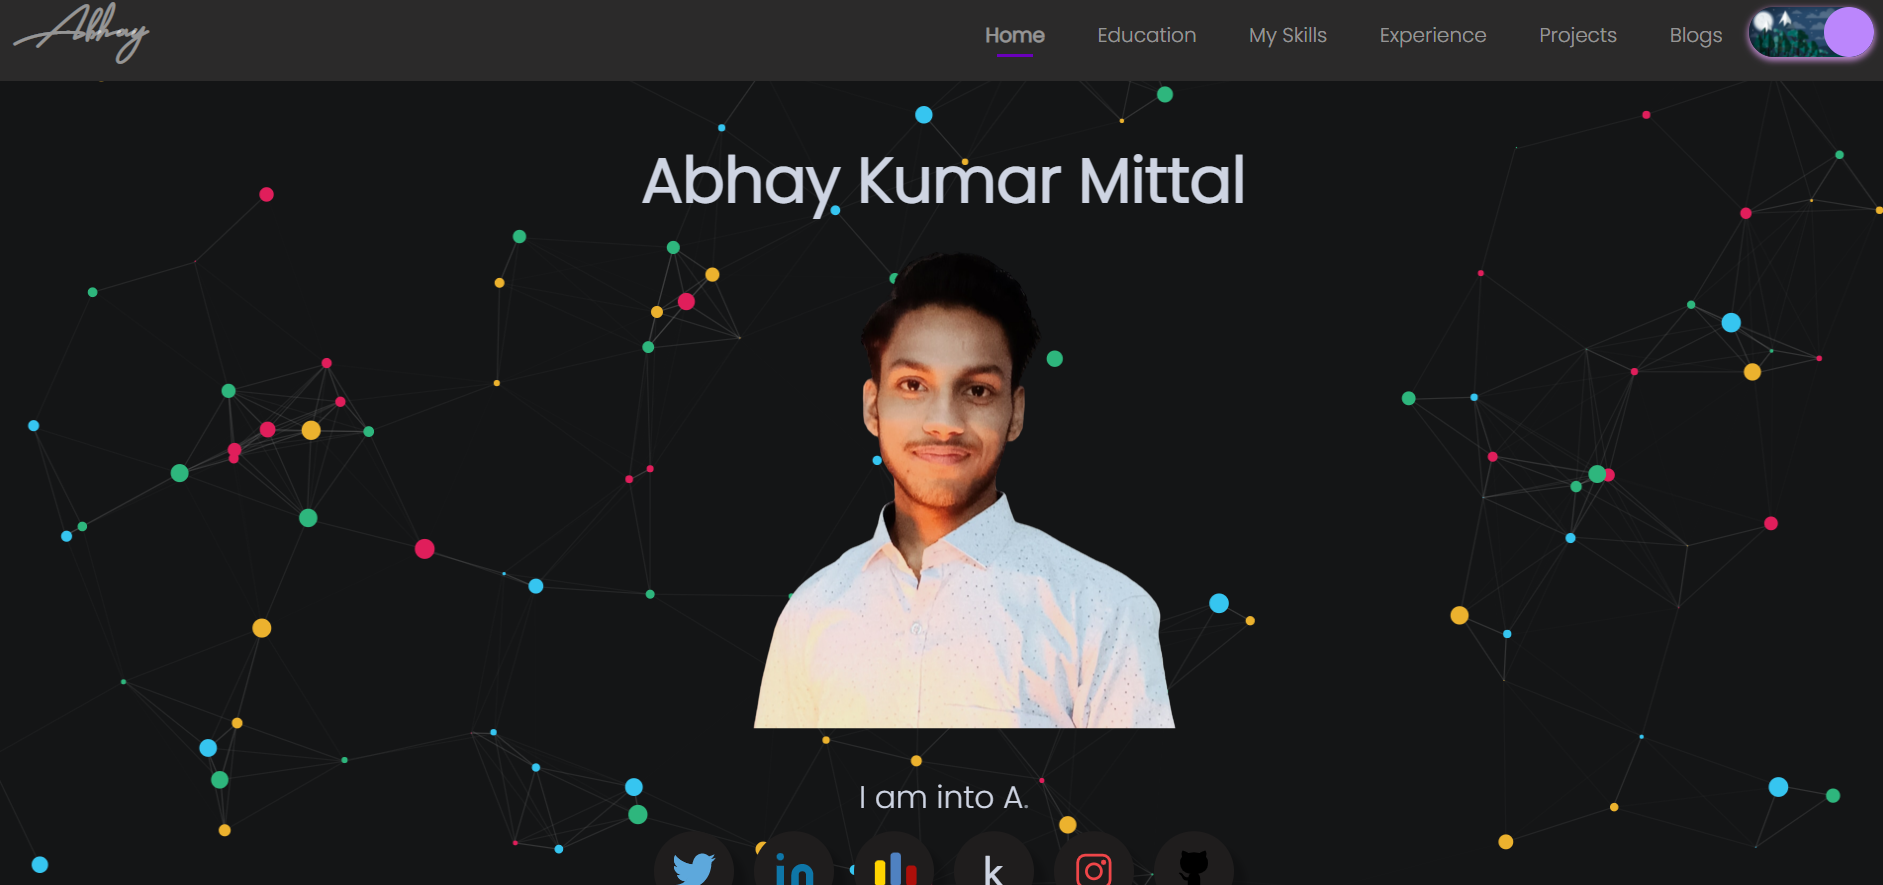 Abhay
Home Education My Skills Experience Projects Blogs
Abhay Kumar Mittal
I am into A.
in
k